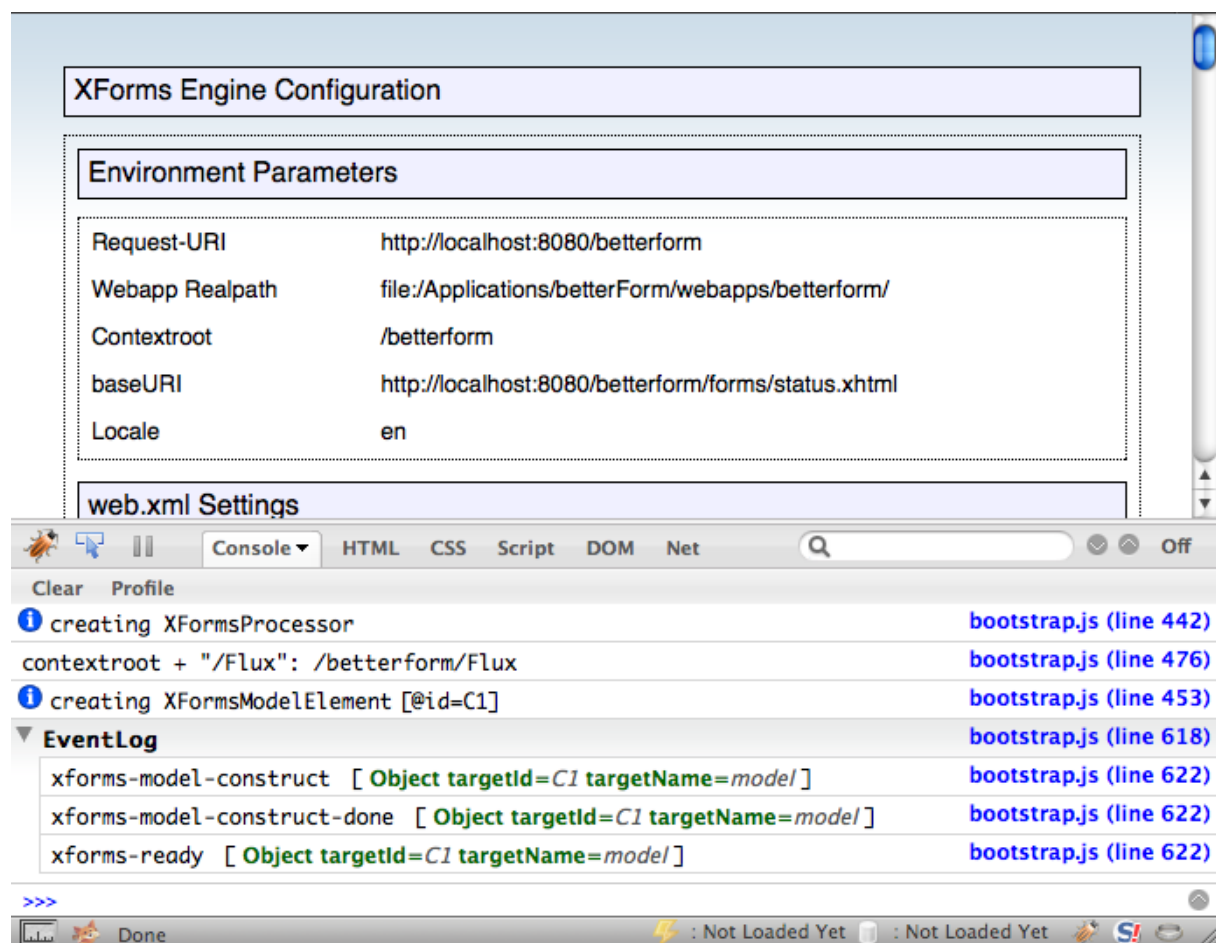 XForms Engine Configuration
Environment Parameters
Request-URI http://localhost:8080/betterform
Webapp Realpath file:/Applications/betterForm/webapps/betterform/
Contextroot /betterform
baseURI http://localhost:8080/betterform/forms/status.xhtml
Locale en
web.xml Settings
Console HTML CSS Script DOM Net Off
Clear Profile
creating XFormsProcessor bootstrap.js (line 442)
contextroot + "/Flux": /betterform/Flux bootstrap.js (line 476)
creating XFormsModelElement [@id=C1] bootstrap.js (line 453)
EventLog bootstrap.js (line 618)
xforms-model-construct [ Object targetId=C1 targetName=model ] bootstrap.js (line 622)
xforms-model-construct-done [ Object targetId=C1 targetName=model ] bootstrap.js (line 622)
xforms-ready [ Object targetId=C1 targetName=model ] bootstrap.js (line 622)
>>>
Done : Not Loaded Yet : Not Loaded Yet S!